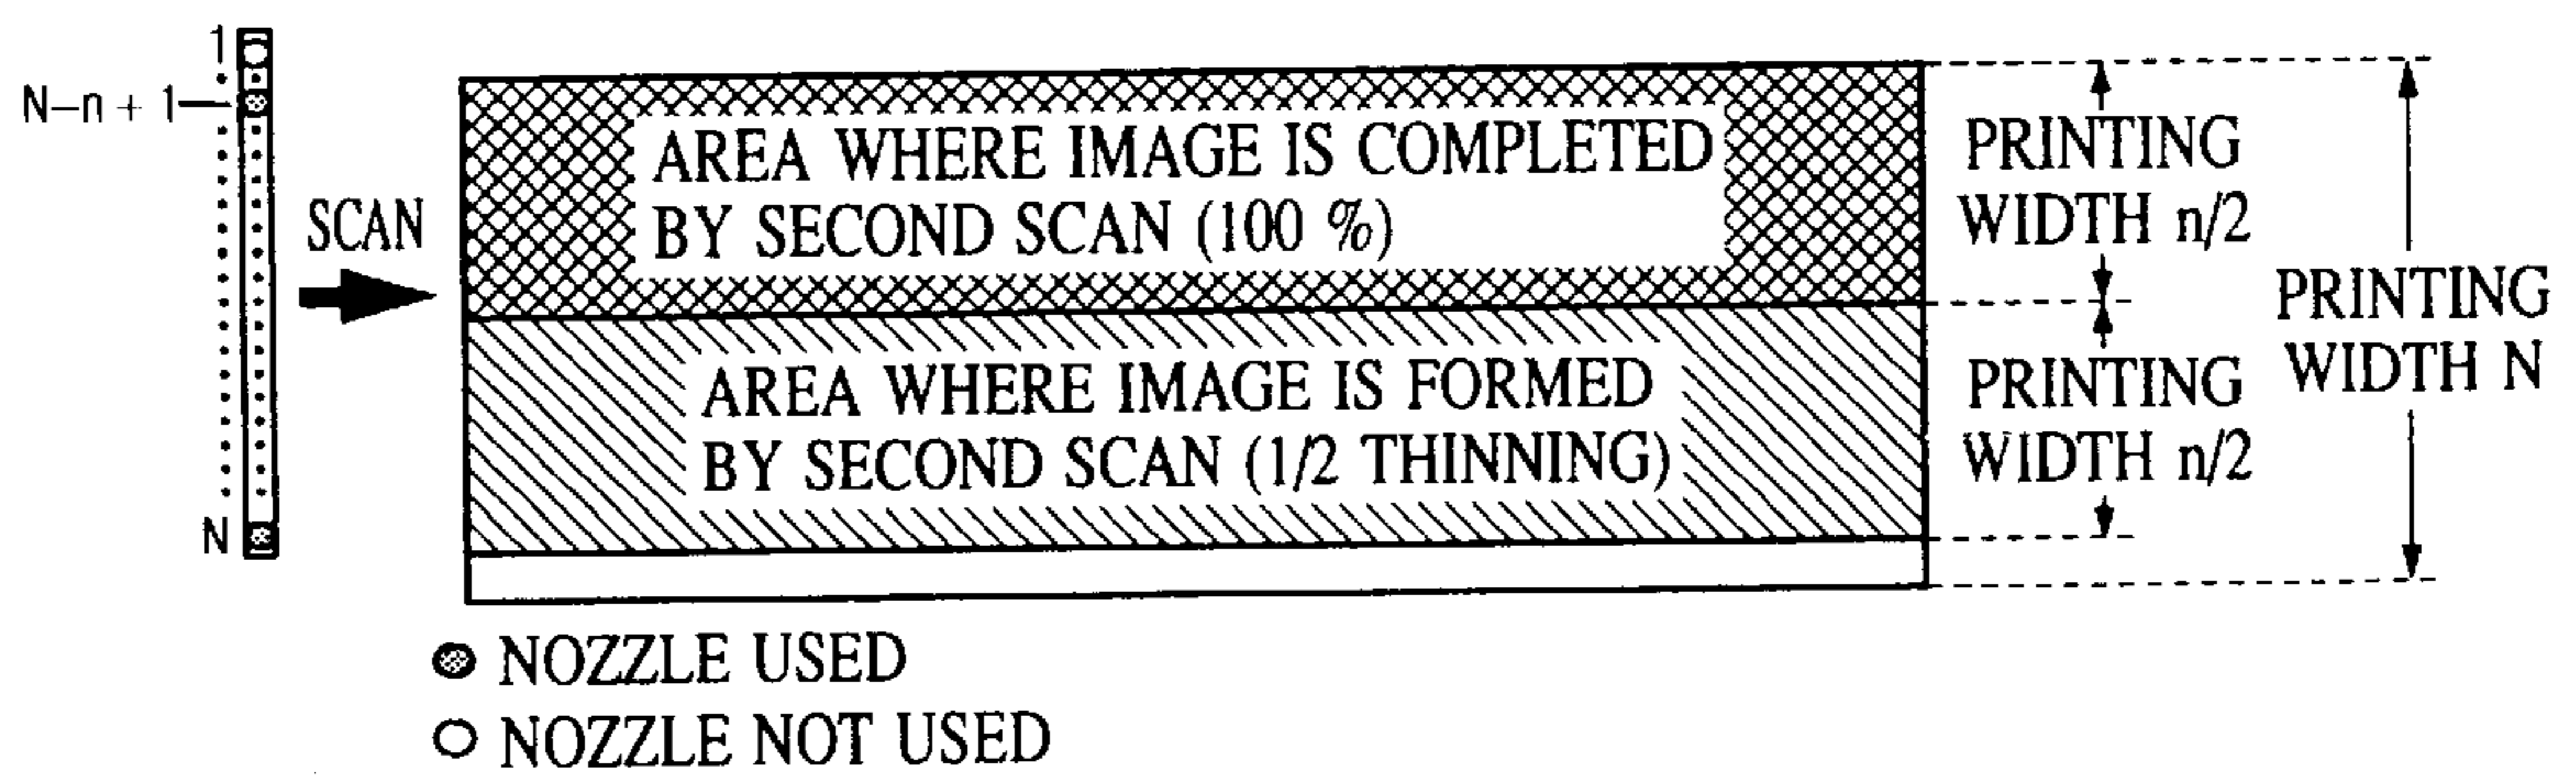 1
N-n + 1
N
SCAN
AREA WHERE IMAGE IS COMPLETED
BY SECOND SCAN (100 %)
AREA WHERE IMAGE IS FORMED
BY SECOND SCAN (1/2 THINNING)
PRINTING
WIDTH n/2
PRINTING
WIDTH n/2
PRINTING
WIDTH N
NOZZLE USED
NOZZLE NOT USED